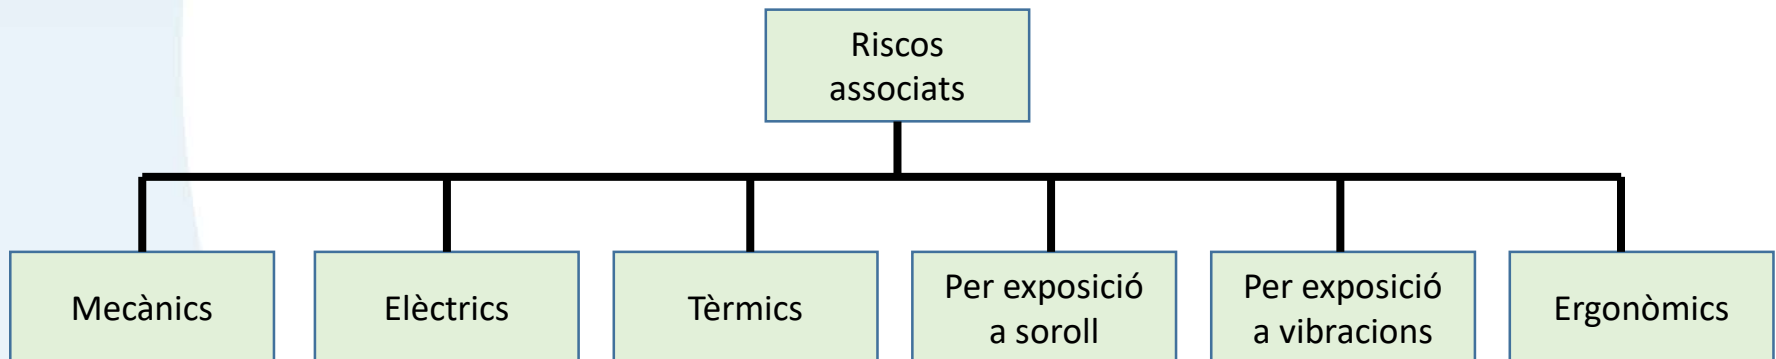 Riscos
associats
Mecànics
Elèctrics
Tèrmics
Per exposició
a soroll
Per exposició
a vibracions
Ergonòmics